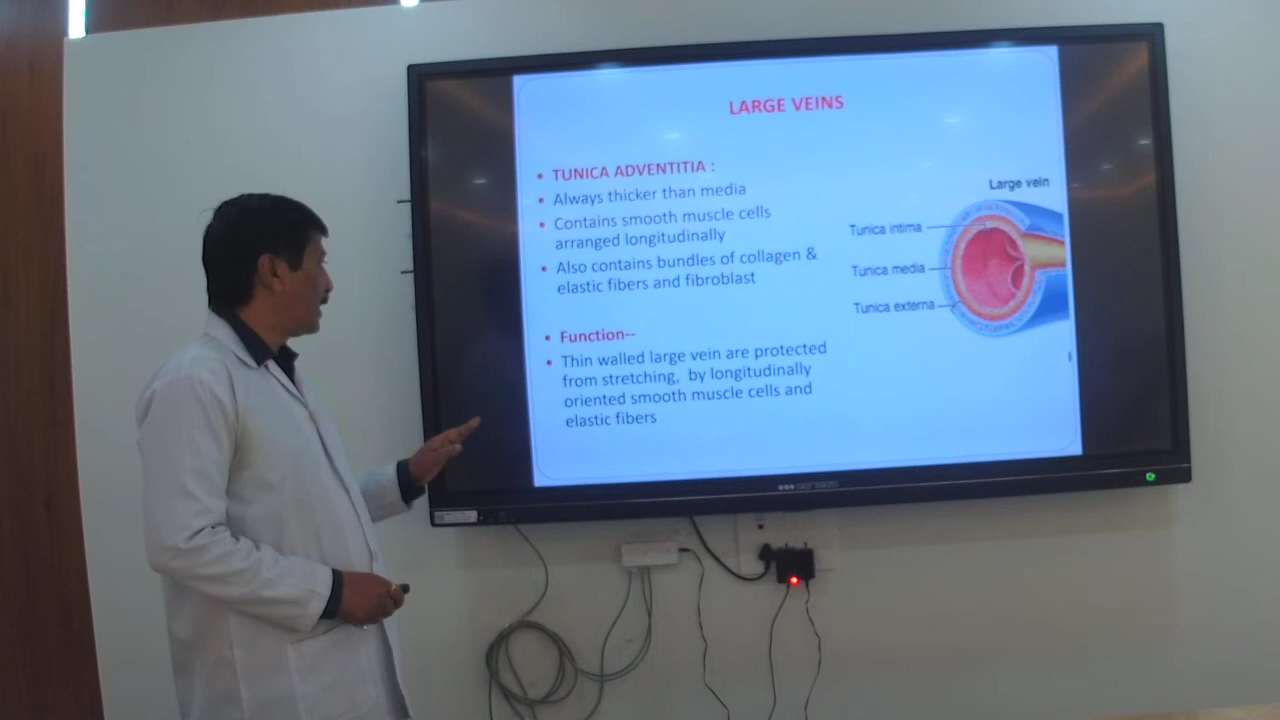 LARGE VEINS
• TUNICA ADVENTITIA :
• Always thicker than media
• Contains smooth muscle cells
arranged longitudinally
• Also contains bundles of collagen &
elastic fibers and fibroblast
• Function--
• Thin walled large vein are protected
from stretching, by longitudinally
oriented smooth muscle cells and
elastic fibers
Large vein
Tunica intima
Tunica media
Tunica externa